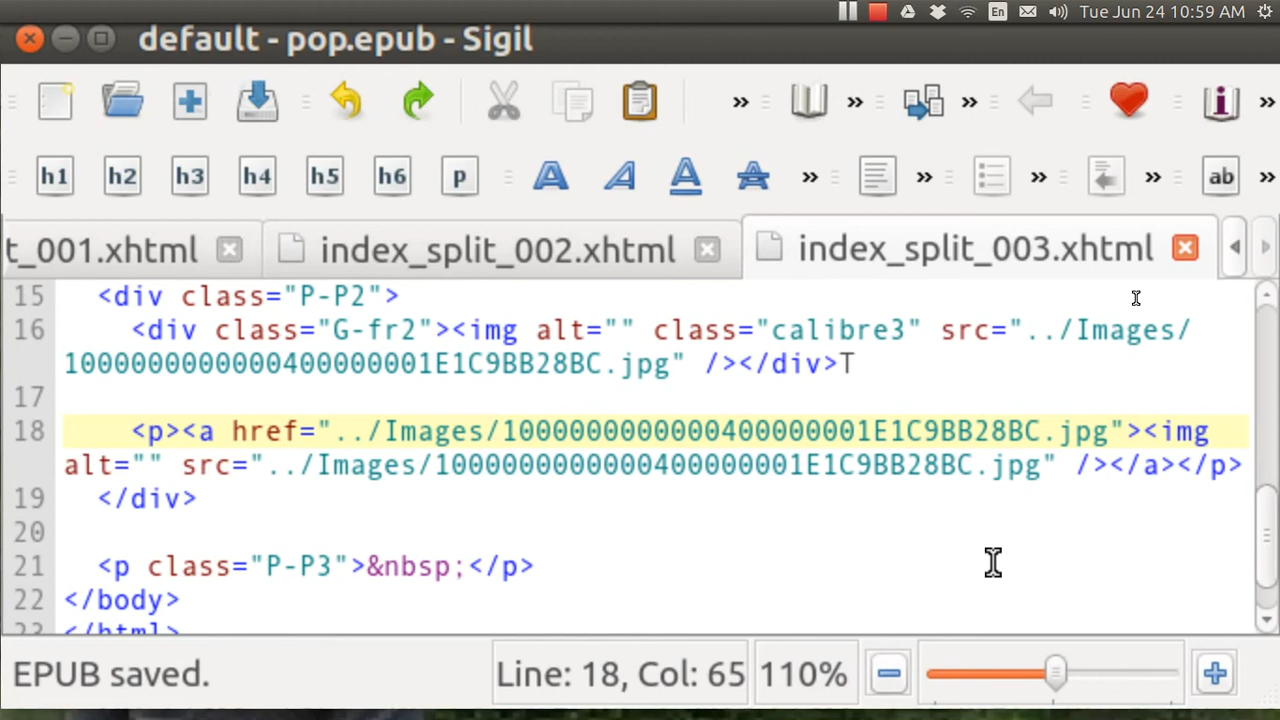 En
Tue Jun 24 10:59 AM
default - pop.epub - Sigil
h1 h2 h3 h4 h5 h6 p A A A A ab
t_001.xhtml index_split_002.xhtml index_split_003.xhtml
15 <div class="P-P2">
16 <div class="G-fr2"><img alt="" class="calibre3" src="../Images/
1000000000000400000001E1C9BB28BC.jpg" /></div>T
17
18 <p><a href="../Images/1000000000000400000001E1C9BB28BC.jpg"><img
alt="" src="../Images/1000000000000400000001E1C9BB28BC.jpg" /></a></p>
19 </div>
20
21 <p class="P-P3">&nbsp;</p>
22 </body>
23 </html>
EPUB saved.
Line: 18, Col: 65
110%